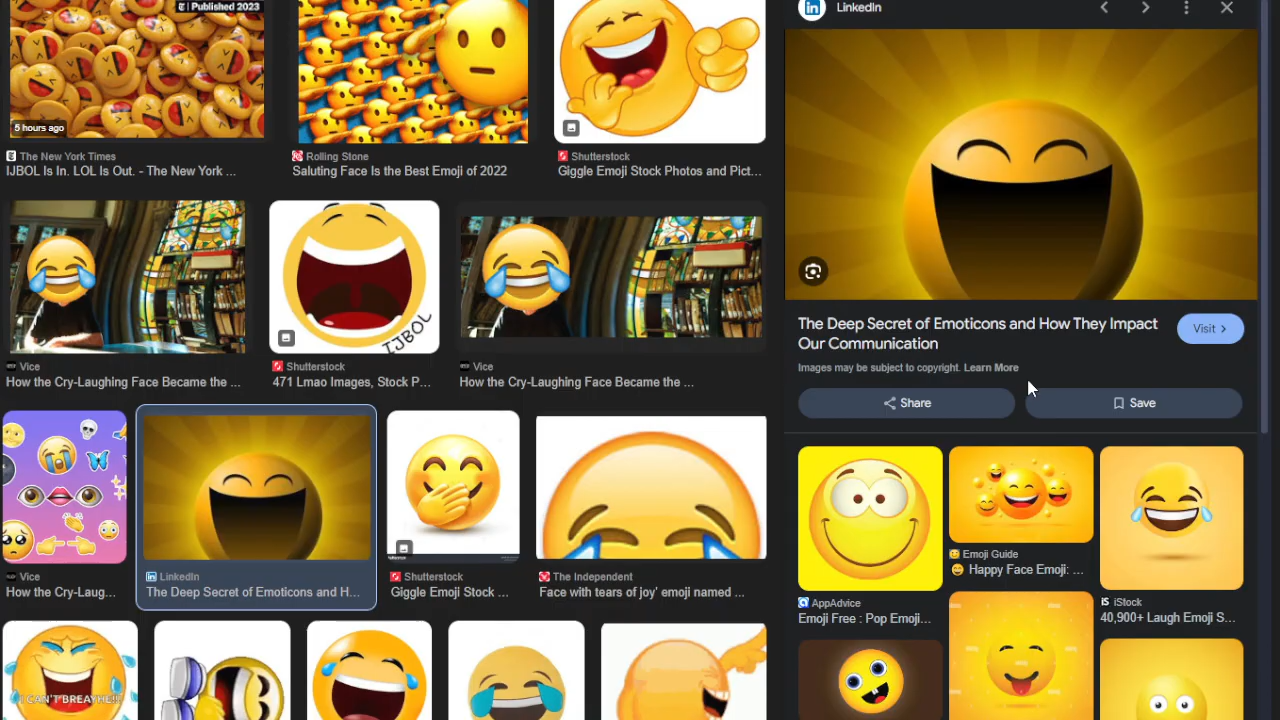 Published 2023
5 hours ago
The New York Times
IJBOL Is In. LOL Is Out. - The New York ...
Rolling Stone
Saluting Face Is the Best Emoji of 2022
Shutterstock
Giggle Emoji Stock Photos and Pict...
Vice
How the Cry-Laughing Face Became the ...
IJBOL
Shutterstock
471 Lmao Images, Stock P...
Vice
How the Cry-Laughing Face Became the ...
Vice
How the Cry-Laug...
LinkedIn
The Deep Secret of Emoticons and H...
Shutterstock
Giggle Emoji Stock ...
The Independent
Face with tears of joy' emoji named ...
I CAN'T BREATHE!!
in
LinkedIn
The Deep Secret of Emoticons and How They Impact
Our Communication
Visit
Images may be subject to copyright. Learn More
Share
Save
AppAdvice
Emoji Free : Pop Emoji...
Emoji Guide
Happy Face Emoji: ...
iS iStock
40,900+ Laugh Emoji S...